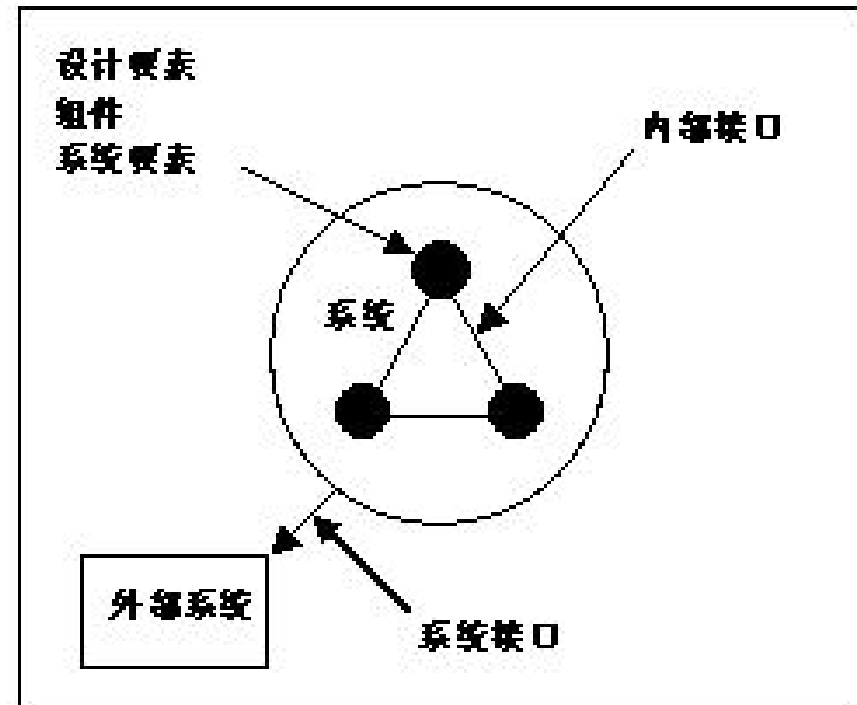 设计要素
组件
系统要素
内部接口
系统
外部系统
系统接口